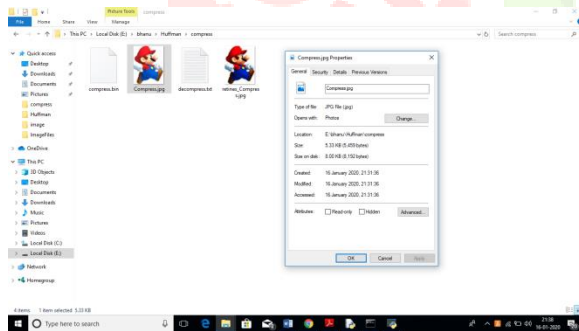 Picture Tools compress
File Home Share View Manage
This PC > Local Disk (E:) > bhanu > Huffman > compress
Search compress
Quick access
Desktop
Downloads
Documents
Pictures
compress
Huffman
image
ImageFiles
OneDrive
This PC
3D Objects
Desktop
Documents
Downloads
Music
Pictures
Videos
Local Disk (C:)
Local Disk (E:)
Network
Homegroup
compress.bin
Compress.jpg
decompress.txt
4 items 1 item selected 5.33 KB
Compress.jpg Properties
General Security Details Previous Versions
Compress.jpg
Type of file: JPG File (.jpg)
Opens with: Photos Change...
Location: E:\bhanu\Huffman\compress
Size: 5.33 KB (5,459 bytes)
Size on disk: 8.00 KB (8,192 bytes)
Created: 16 January 2020, 21:31:36
Modified: 16 January 2020, 21:31:36
Accessed: 16 January 2020, 21:31:36
Attributes: Read-only Hidden Advanced...
OK Cancel Apply
Type here to search
21:38
16-01-2020